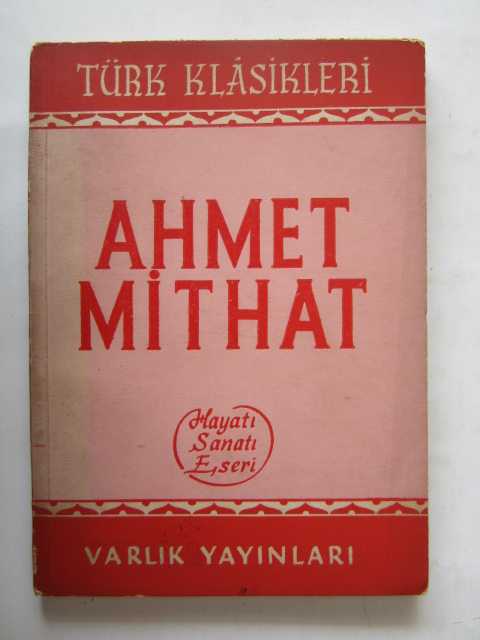 TÜRK KLÂSİKLERİ
AHMET
MİTHAT
Hayatı
Sanatı
Eseri
VARLIK YAYINLARI